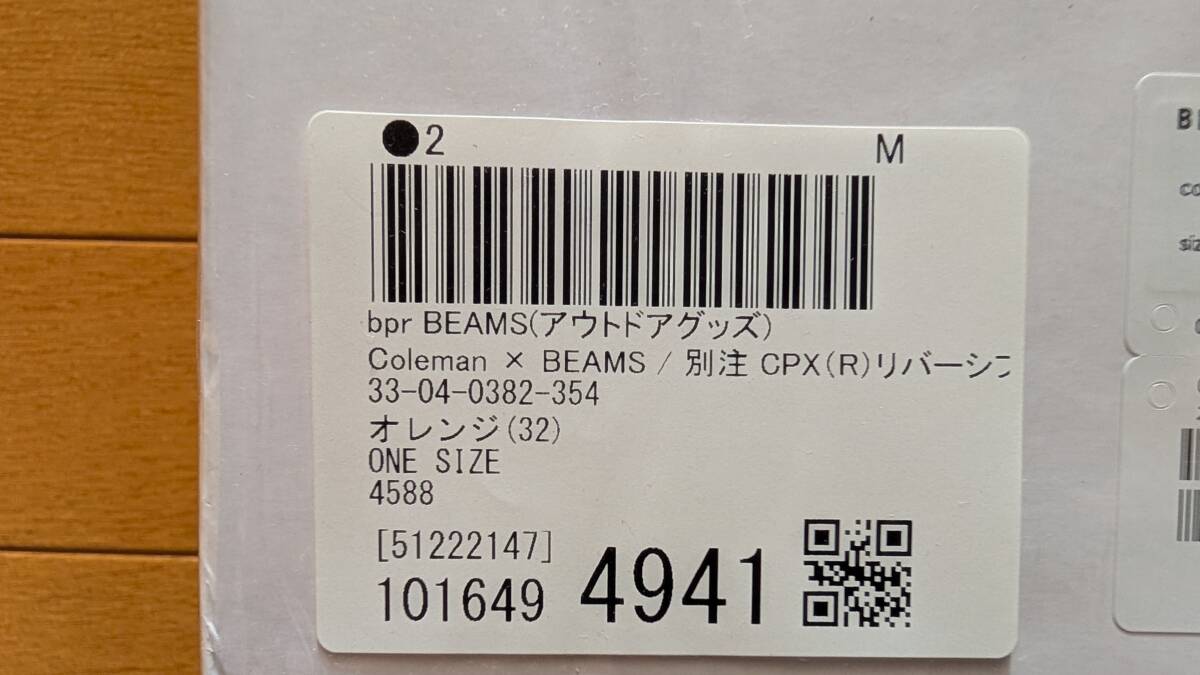 ●2 M
bpr BEAMS(アウトドアグッズ)
Coleman × BEAMS / 別注 CPX(R)リバーシブ
33-04-0382-354
オレンジ(32)
ONE SIZE
4588
[51222147]
101649 4941